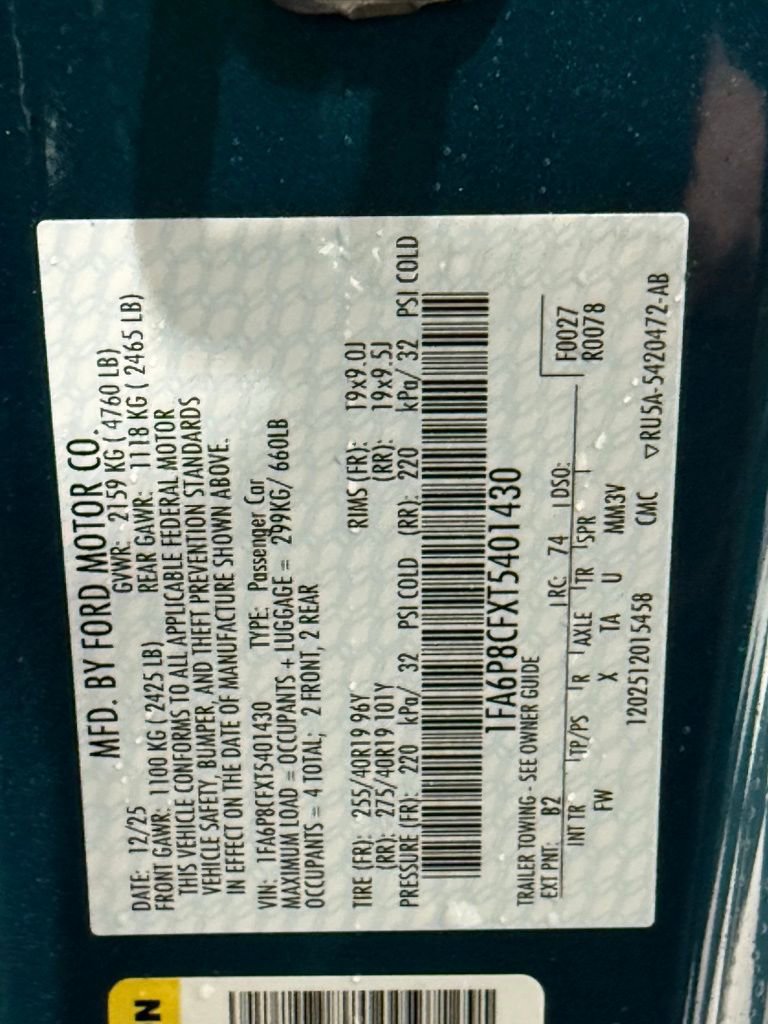 MFD. BY FORD MOTOR CO.
DATE: 12/25 GVWR: 2159 KG ( 4760 LB)
FRONT GAWR: 1100 KG ( 2425 LB) REAR GAWR: 1118 KG ( 2465 LB)
THIS VEHICLE CONFORMS TO ALL APPLICABLE FEDERAL MOTOR
VEHICLE SAFETY, BUMPER, AND THEFT PREVENTION STANDARDS
IN EFFECT ON THE DATE OF MANUFACTURE SHOWN ABOVE.
VIN: 1FA6P8CFXT5401430 TYPE: Passenger Car
MAXIMUM LOAD = OCCUPANTS + LUGGAGE = 299KG/ 660LB
OCCUPANTS = 4 TOTAL; 2 FRONT, 2 REAR
TIRE (FR): 255/40R19 96Y RIMS (FR): 19x9.0J
(RR): 275/40R19 101Y (RR): 19x9.5J
PRESSURE (FR): 220 kPa/ 32 PSI COLD (RR): 220 kPa/ 32 PSI COLD
1FA6P8CFXT5401430
TRAILER TOWING - SEE OWNER GUIDE
EXT PNT: B2 RC: 74 DSO: F0027
R0078
INT TR TP/PS R AXLE TR SPR
FW X TA U MM3V
1202512015458 CMC ▽RU5A-5420472-AB
N